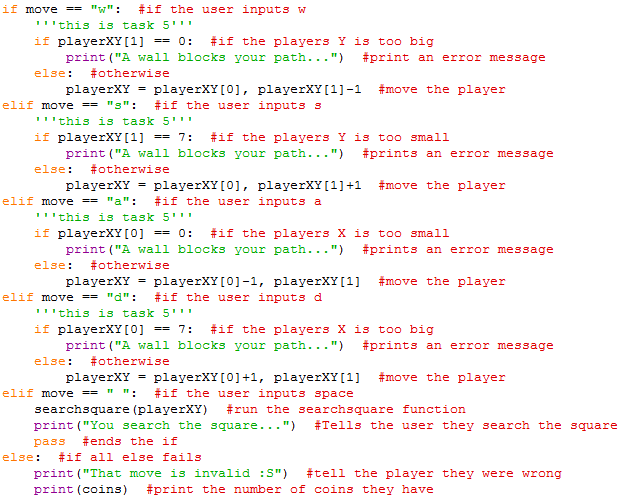 if move == "w":  #if the user inputs w
    '''this is task 5'''
    if playerXY[1] == 0:  #if the players Y is too big
        print("A wall blocks your path...")  #print an error message
    else:  #otherwise
        playerXY = playerXY[0], playerXY[1]-1  #move the player
elif move == "s":  #if the user inputs s
    '''this is task 5'''
    if playerXY[1] == 7:  #if the players Y is too small
        print("A wall blocks your path...")  #prints an error message
    else:  #otherwise
        playerXY = playerXY[0], playerXY[1]+1  #move the player
elif move == "a":  #if the user inputs a
    '''this is task 5'''
    if playerXY[0] == 0:  #if the players X is too small
        print("A wall blocks your path...")  #prints an error message
    else:  #otherwise
        playerXY = playerXY[0]-1, playerXY[1]  #move the player
elif move == "d":  #if the user inputs d
    '''this is task 5'''
    if playerXY[0] == 7:  #if the players X is too big
        print("A wall blocks your path...")  #prints an error message
    else:  #otherwise
        playerXY = playerXY[0]+1, playerXY[1]  #move the player
elif move == " ":  #if the user inputs space
    searchsquare(playerXY)  #run the searchsquare function
    print("You search the square...")  #Tells the user they search the square
    pass  #ends the if
else:  #if all else fails
    print("That move is invalid :S")  #tell the player they were wrong
    print(coins)  #print the number of coins they have